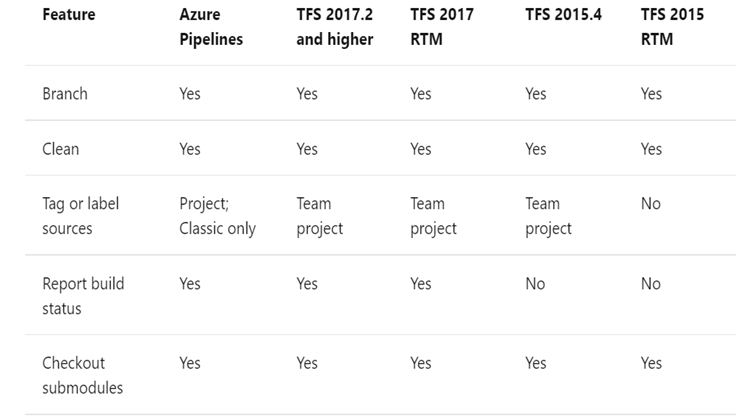 Feature Azure Pipelines TFS 2017.2 and higher TFS 2017 RTM TFS 2015.4 TFS 2015 RTM
Branch Yes Yes Yes Yes Yes
Clean Yes Yes Yes Yes Yes
Tag or label sources Project; Classic only Team project Team project Team project No
Report build status Yes Yes Yes No No
Checkout submodules Yes Yes Yes Yes Yes